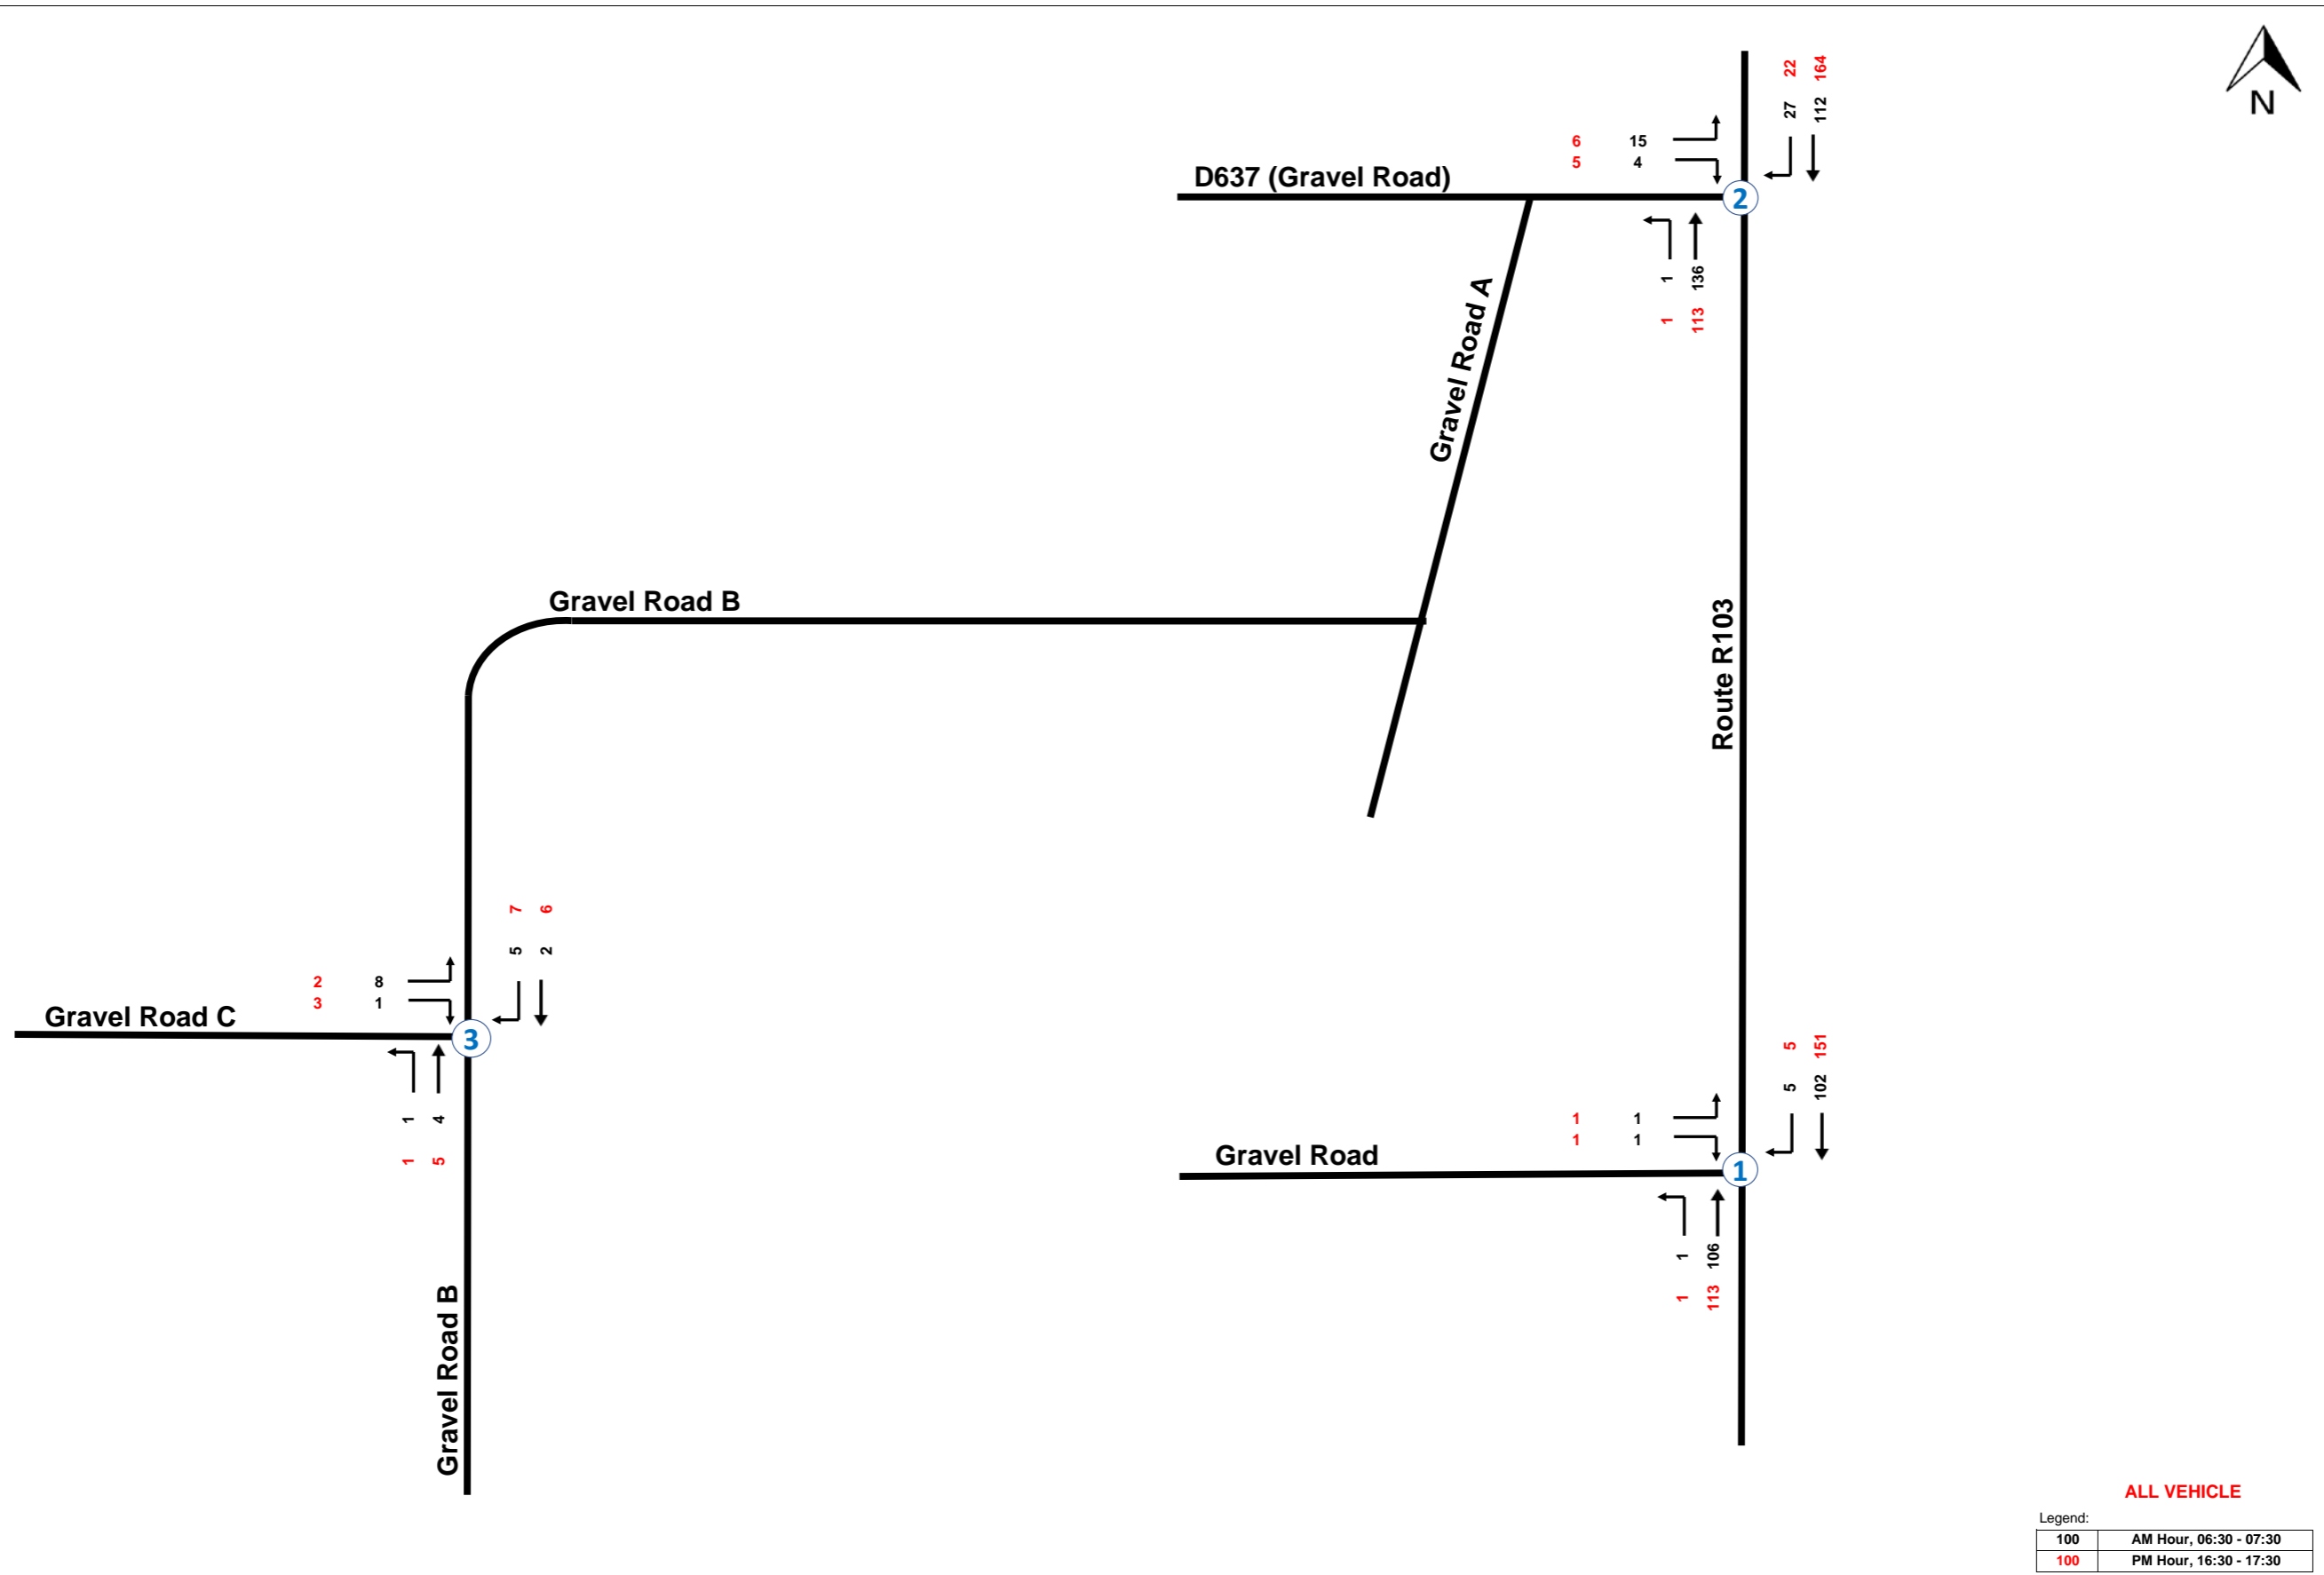 22 164
27 112
N
6 15
5 4
D637 (Gravel Road)
2
1 136
1 113
Gravel Road A
Gravel Road B
Route R103
7 6
5 2
2 8
3 1
Gravel Road C
3
1 4
1 5
Gravel Road B
5 151
5 102
1 1
1 1
Gravel Road
1
1 106
1 113
ALL VEHICLE
Legend:
100 AM Hour, 06:30 - 07:30
100 PM Hour, 16:30 - 17:30